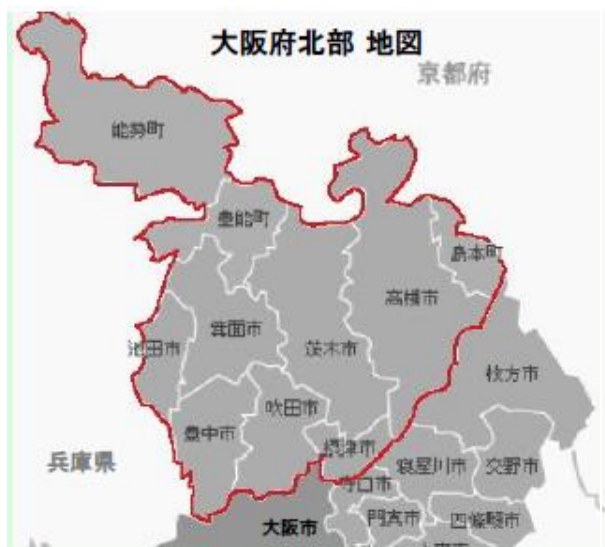 大阪府北部 地図
京都府
能勢町
豊能町
島本町
高槻市
箕面市
池田市
茨木市
枚方市
吹田市
豊中市
摂津市
兵庫県
寝屋川市
交野市
守口市
門真市
四條畷市
大阪市